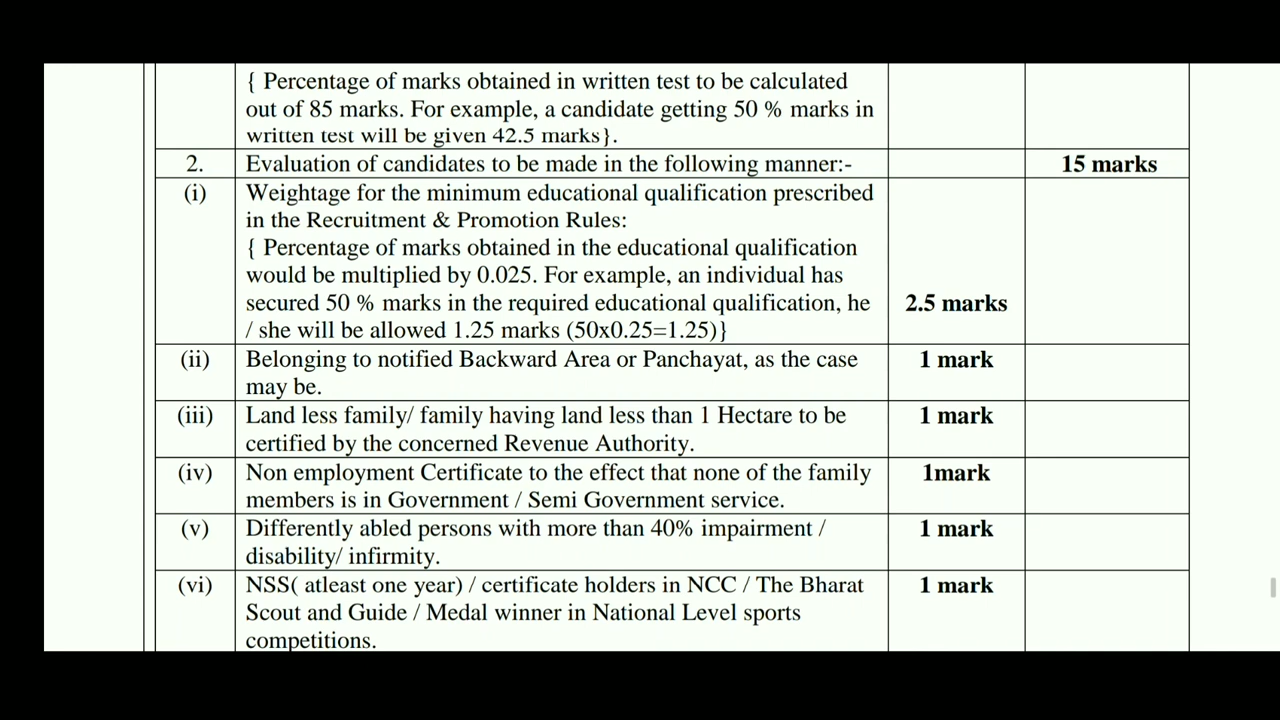 { Percentage of marks obtained in written test to be calculated
out of 85 marks. For example, a candidate getting 50 % marks in
written test will be given 42.5 marks}.
2. Evaluation of candidates to be made in the following manner:- 15 marks
(i) Weightage for the minimum educational qualification prescribed
in the Recruitment & Promotion Rules:
{ Percentage of marks obtained in the educational qualification
would be multiplied by 0.025. For example, an individual has
secured 50 % marks in the required educational qualification, he 2.5 marks
/ she will be allowed 1.25 marks (50x0.25=1.25)}
(ii) Belonging to notified Backward Area or Panchayat, as the case 1 mark
may be.
(iii) Land less family/ family having land less than 1 Hectare to be 1 mark
certified by the concerned Revenue Authority.
(iv) Non employment Certificate to the effect that none of the family 1mark
members is in Government / Semi Government service.
(v) Differently abled persons with more than 40% impairment / 1 mark
disability/ infirmity.
(vi) NSS( atleast one year) / certificate holders in NCC / The Bharat 1 mark
Scout and Guide / Medal winner in National Level sports
competitions.